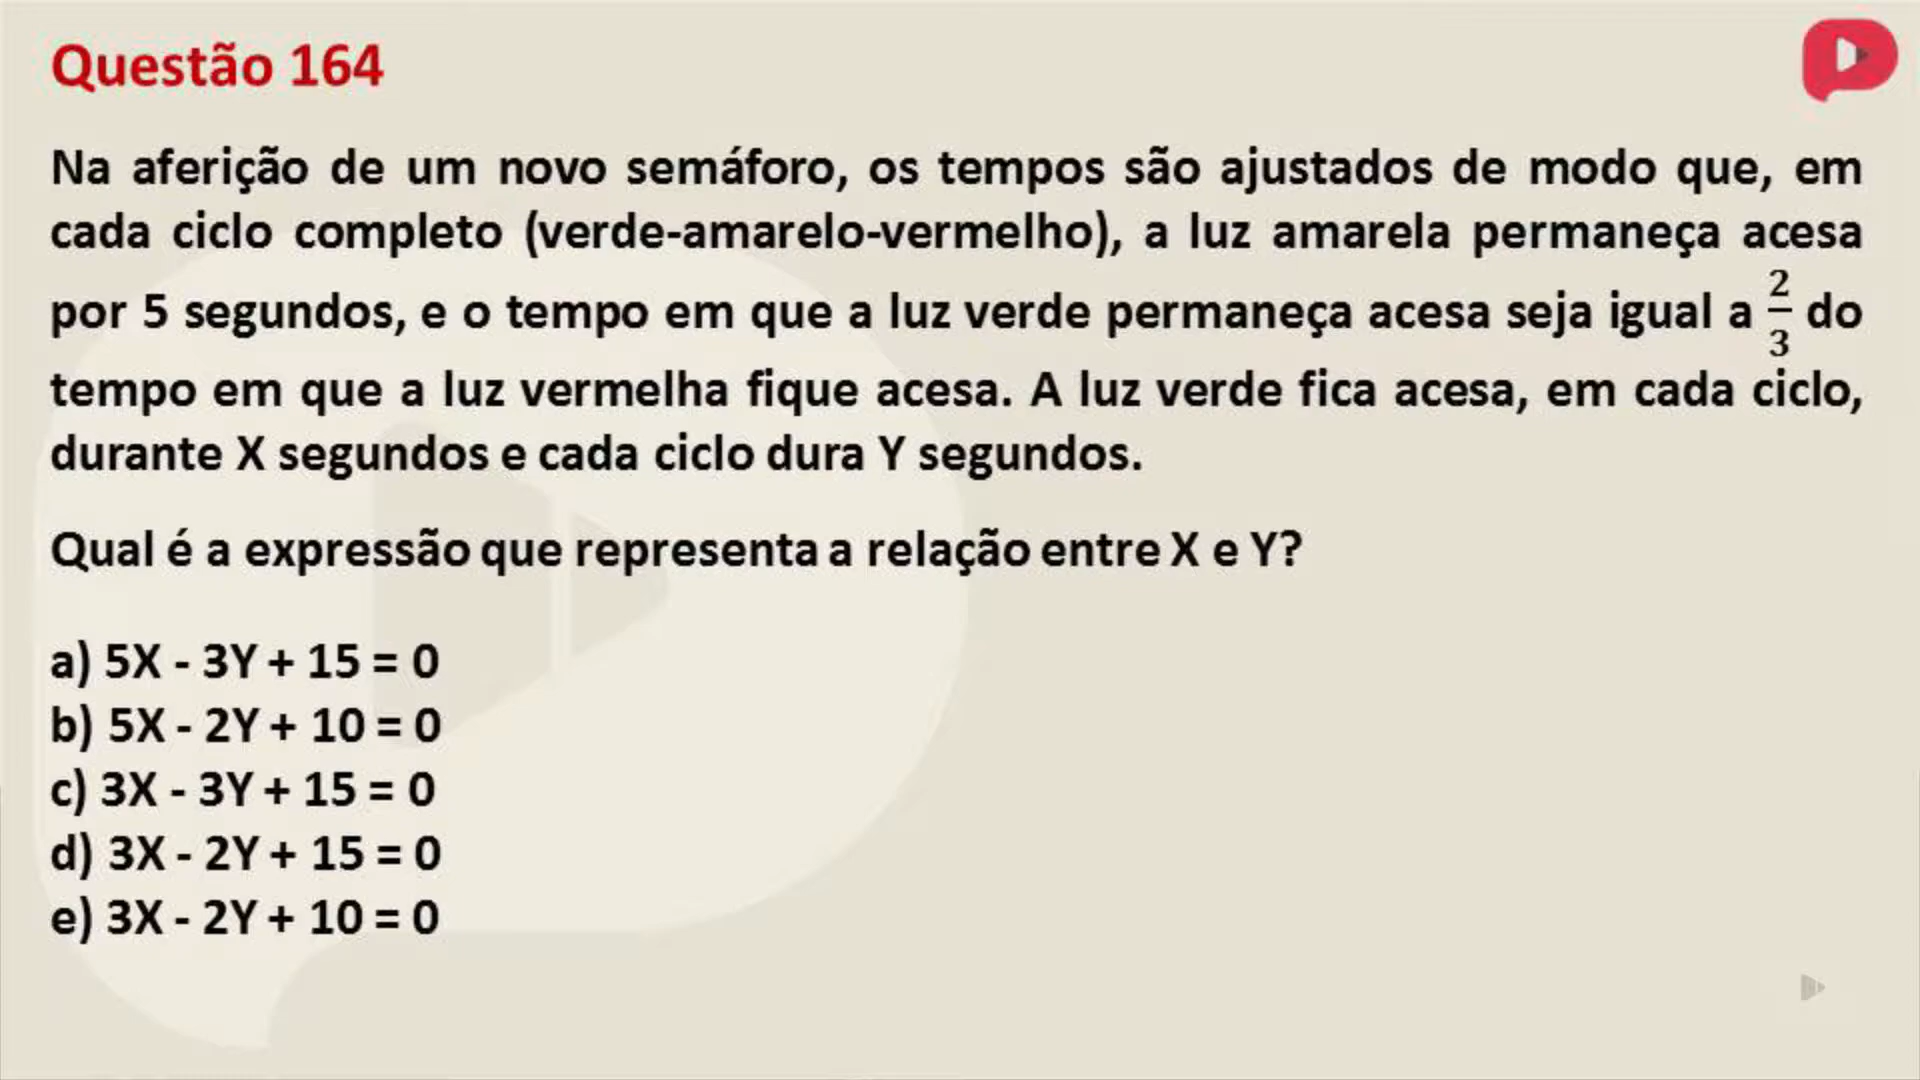 Questão 164
Na aferição de um novo semáforo, os tempos são ajustados de modo que, em
cada ciclo completo (verde-amarelo-vermelho), a luz amarela permaneça acesa
por 5 segundos, e o tempo em que a luz verde permaneça acesa seja igual a 2/3 do
tempo em que a luz vermelha fique acesa. A luz verde fica acesa, em cada ciclo,
durante X segundos e cada ciclo dura Y segundos.
Qual é a expressão que representa a relação entre X e Y?
a) 5X - 3Y + 15 = 0
b) 5X - 2Y + 10 = 0
c) 3X - 3Y + 15 = 0
d) 3X - 2Y + 15 = 0
e) 3X - 2Y + 10 = 0